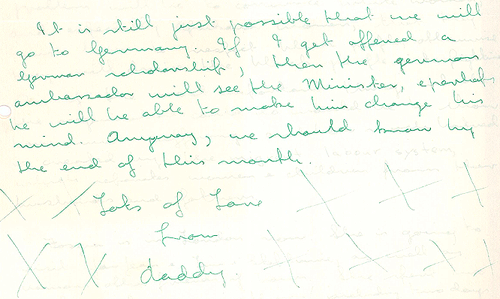 It is still just possible that we will
go to Germany. If I get offered a
German scholarship, then the german
ambassador will see the Minister, & perhaps
he will be able to make him change his
mind. Anyway, we should know by
the end of this month.
X X Lots of Love X X X
from
X X daddy. X X X X